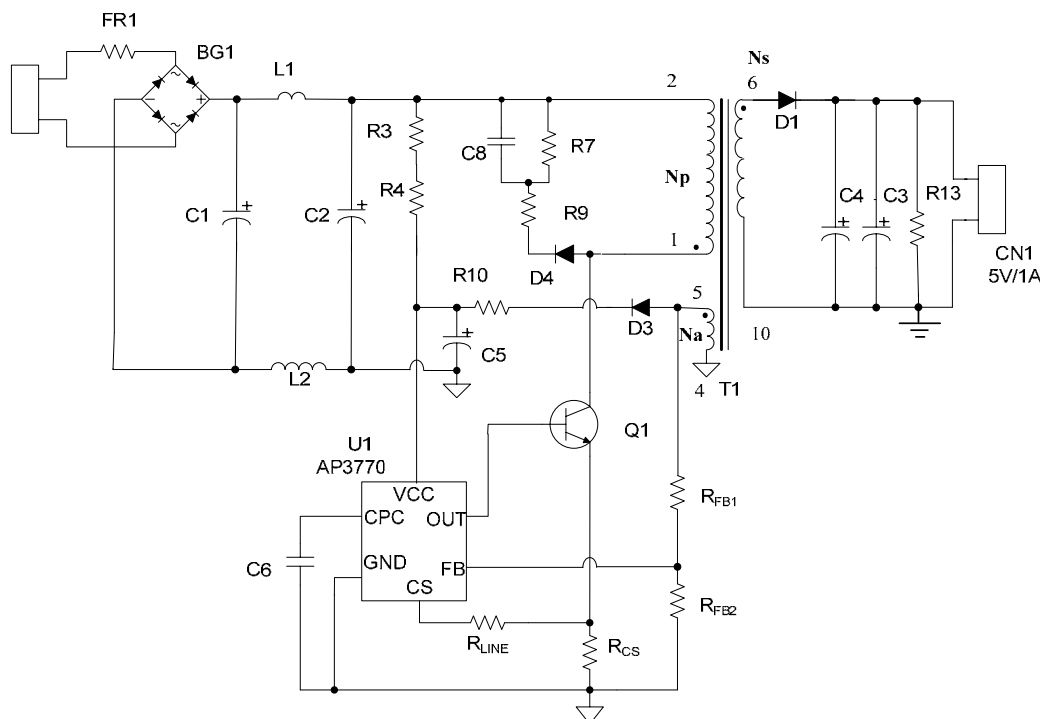 FR1
BG1
L1
2
Ns
6
D1
R3
C8
R7
R4
Np
R9
C1
C2
C4
C3
R13
1
D4
CN1
5V/1A
R10
5
D3
Na
10
C5
L2
4
T1
Q1
U1
AP3770
VCC
CPC
OUT
GND
FB
CS
C6
RFB1
RFB2
RLINE
RCS
+
+
+
+
+
~
~
-
+